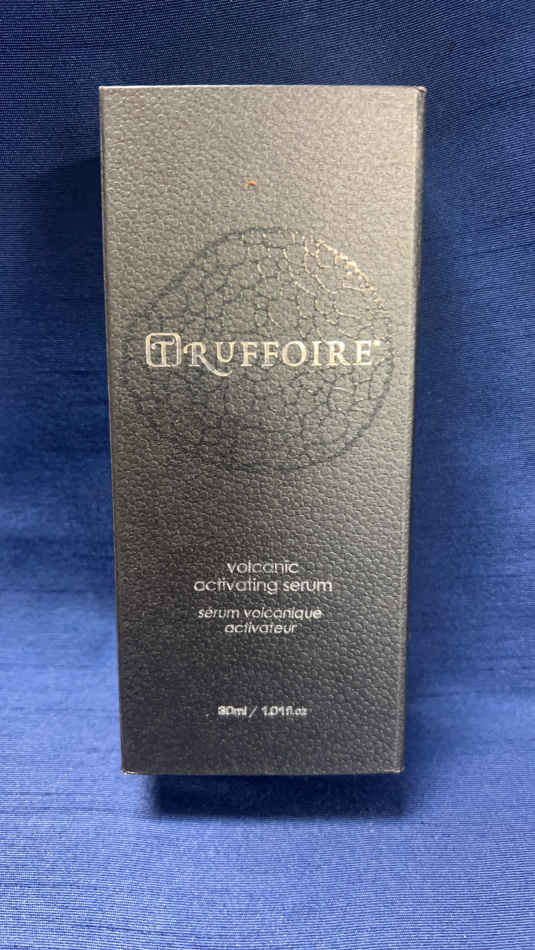 TRUFFOIRE®
volcanic
activating serum
sérum volcanique
activateur
30ml / 1.01fl.oz